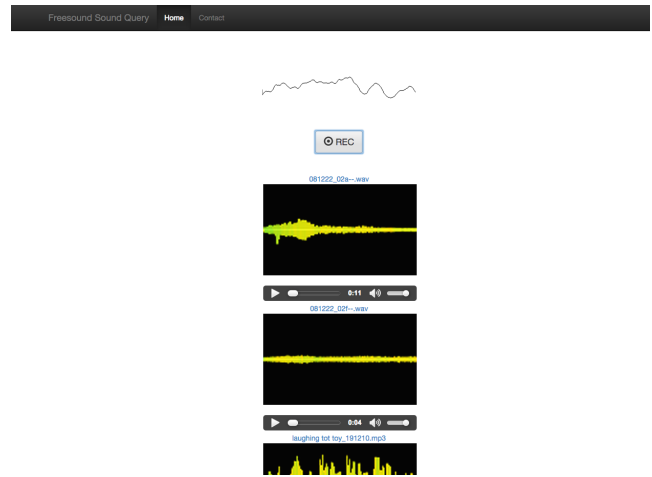 Freesound Sound Query Home Contact
REC
081222_02a--.wav
0:11
081222_02f--.wav
0:04
laughing tot toy_191210.mp3